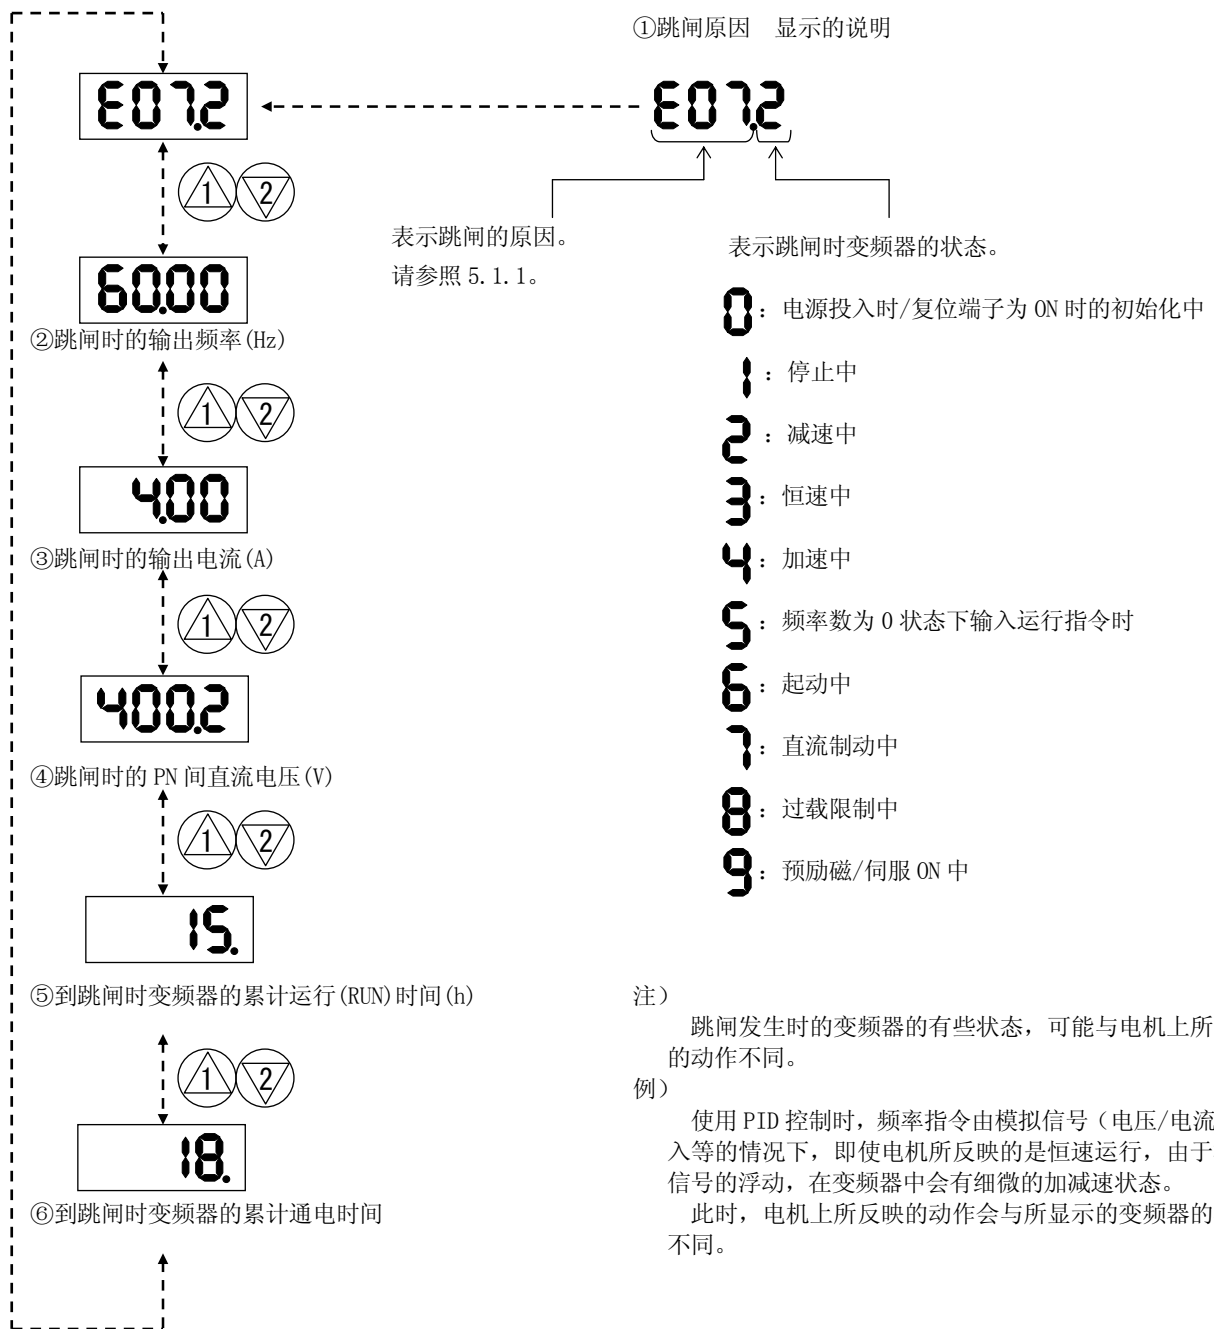 ①跳闸原因　显示的说明
E07.2
E07.2
1 2
表示跳闸的原因。
请参照 5.1.1。
表示跳闸时变频器的状态。
60.00
②跳闸时的输出频率(Hz)
1 2
4.00
③跳闸时的输出电流(A)
1 2
400.2
④跳闸时的 PN 间直流电压(V)
1 2
15.
⑤到跳闸时变频器的累计运行(RUN)时间(h)
1 2
18.
⑥到跳闸时变频器的累计通电时间
0：电源投入时/复位端子为 ON 时的初始化中
1：停止中
2：减速中
3：恒速中
4：加速中
5：频率数为 0 状态下输入运行指令时
6：起动中
7：直流制动中
8：过载限制中
9：预励磁/伺服 ON 中
注）
跳闸发生时的变频器的有些状态，可能与电机上所
的动作不同。
例）
使用 PID 控制时，频率指令由模拟信号（电压/电流
入等的情况下，即使电机所反映的是恒速运行，由于
信号的浮动，在变频器中会有细微的加减速状态。
此时，电机上所反映的动作会与所显示的变频器的
不同。